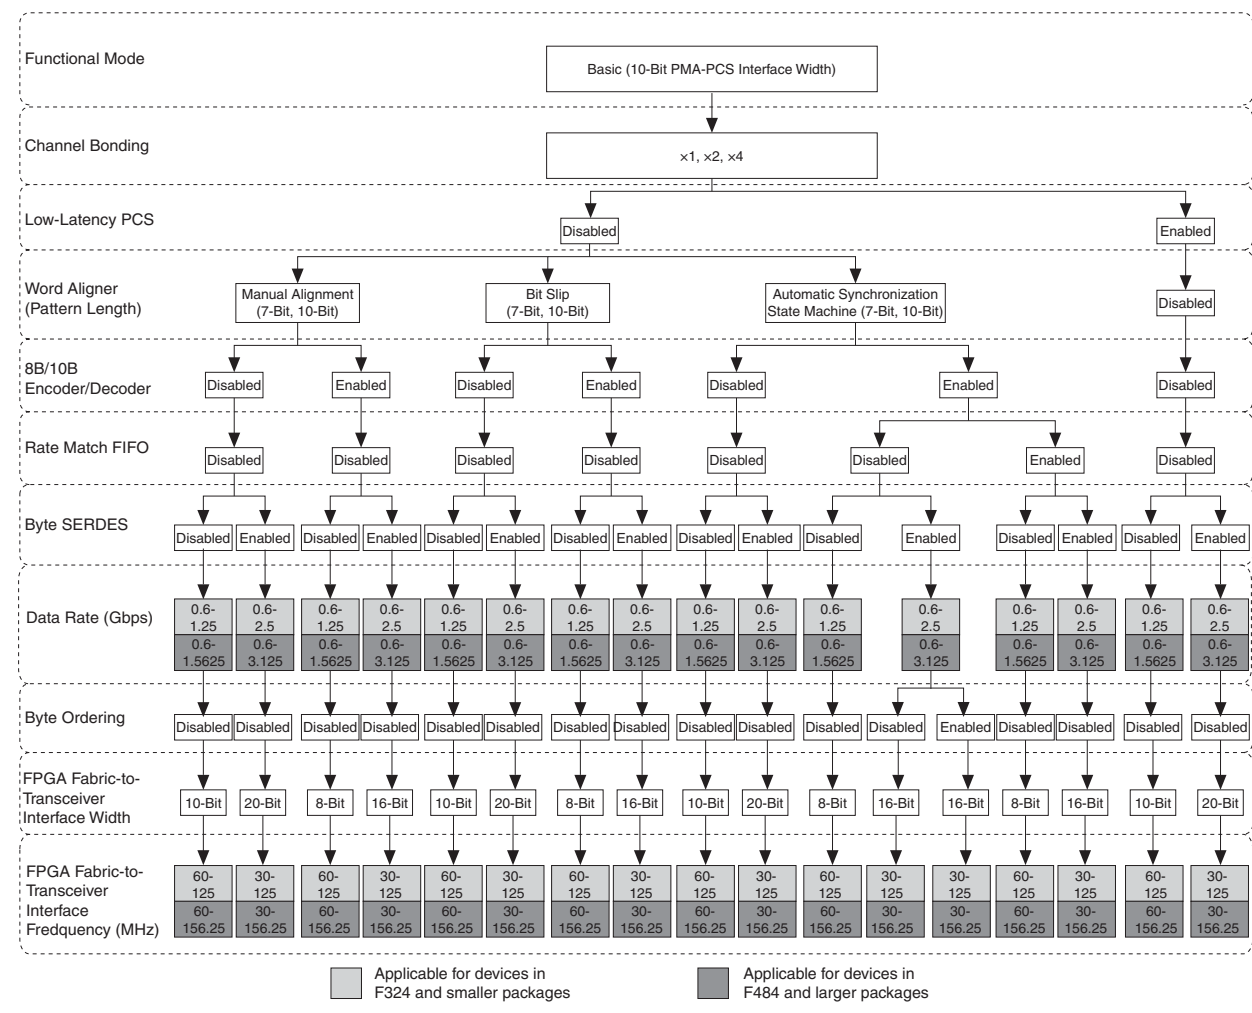 Functional Mode
Basic (10-Bit PMA-PCS Interface Width)
Channel Bonding
×1, ×2, ×4
Low-Latency PCS
Disabled
Enabled
Word Aligner
(Pattern Length)
Manual Alignment
(7-Bit, 10-Bit)
Bit Slip
(7-Bit, 10-Bit)
Automatic Synchronization
State Machine (7-Bit, 10-Bit)
Disabled
8B/10B
Encoder/Decoder
Disabled Enabled Disabled Enabled Disabled Enabled Disabled
Rate Match FIFO
Disabled Disabled Disabled Disabled Disabled Disabled Enabled Disabled
Byte SERDES
Disabled Enabled Disabled Enabled Disabled Enabled Disabled Enabled Disabled Enabled Disabled Enabled Disabled Enabled Disabled Enabled
Data Rate (Gbps)
0.6- 0.6- 0.6- 0.6- 0.6- 0.6- 0.6- 0.6- 0.6- 0.6- 0.6- 0.6- 0.6- 0.6- 0.6- 0.6-
1.25 2.5 1.25 2.5 1.25 2.5 1.25 2.5 1.25 2.5 1.25 2.5 1.25 2.5 1.25 2.5
0.6- 0.6- 0.6- 0.6- 0.6- 0.6- 0.6- 0.6- 0.6- 0.6- 0.6- 0.6- 0.6- 0.6- 0.6- 0.6-
1.5625 3.125 1.5625 3.125 1.5625 3.125 1.5625 3.125 1.5625 3.125 1.5625 3.125 1.5625 3.125 1.5625 3.125
Byte Ordering
Disabled Disabled Disabled Disabled Disabled Disabled Disabled Disabled Disabled Disabled Disabled Disabled Enabled Disabled Disabled Disabled Disabled
FPGA Fabric-to-
Transceiver
Interface Width
10-Bit 20-Bit 8-Bit 16-Bit 10-Bit 20-Bit 8-Bit 16-Bit 10-Bit 20-Bit 8-Bit 16-Bit 16-Bit 8-Bit 16-Bit 10-Bit 20-Bit
FPGA Fabric-to-
Transceiver
Interface
Fredquency (MHz)
60- 30- 60- 30- 60- 30- 60- 30- 60- 30- 60- 30- 30- 60- 30- 60- 30-
125 125 125 125 125 125 125 125 125 125 125 125 125 125 125 125 125
60- 30- 60- 30- 60- 30- 60- 30- 60- 30- 60- 30- 30- 60- 30- 60- 30-
156.25 156.25 156.25 156.25 156.25 156.25 156.25 156.25 156.25 156.25 156.25 156.25 156.25 156.25 156.25 156.25 156.25
Applicable for devices in
F324 and smaller packages
Applicable for devices in
F484 and larger packages